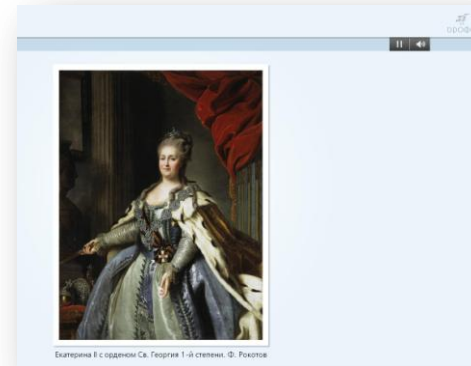 Екатерина II с орденом Св. Георгия 1-й степени. Ф. Рокотов